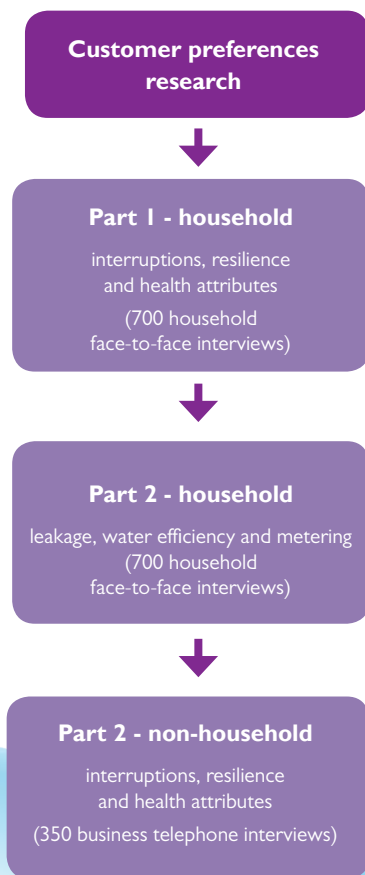 Customer preferences
research
Part 1 - household
interruptions, resilience
and health attributes
(700 household
face-to-face interviews)
Part 2 - household
leakage, water efficiency and metering
(700 household
face-to-face interviews)
Part 2 - non-household
interruptions, resilience
and health attributes
(350 business telephone interviews)